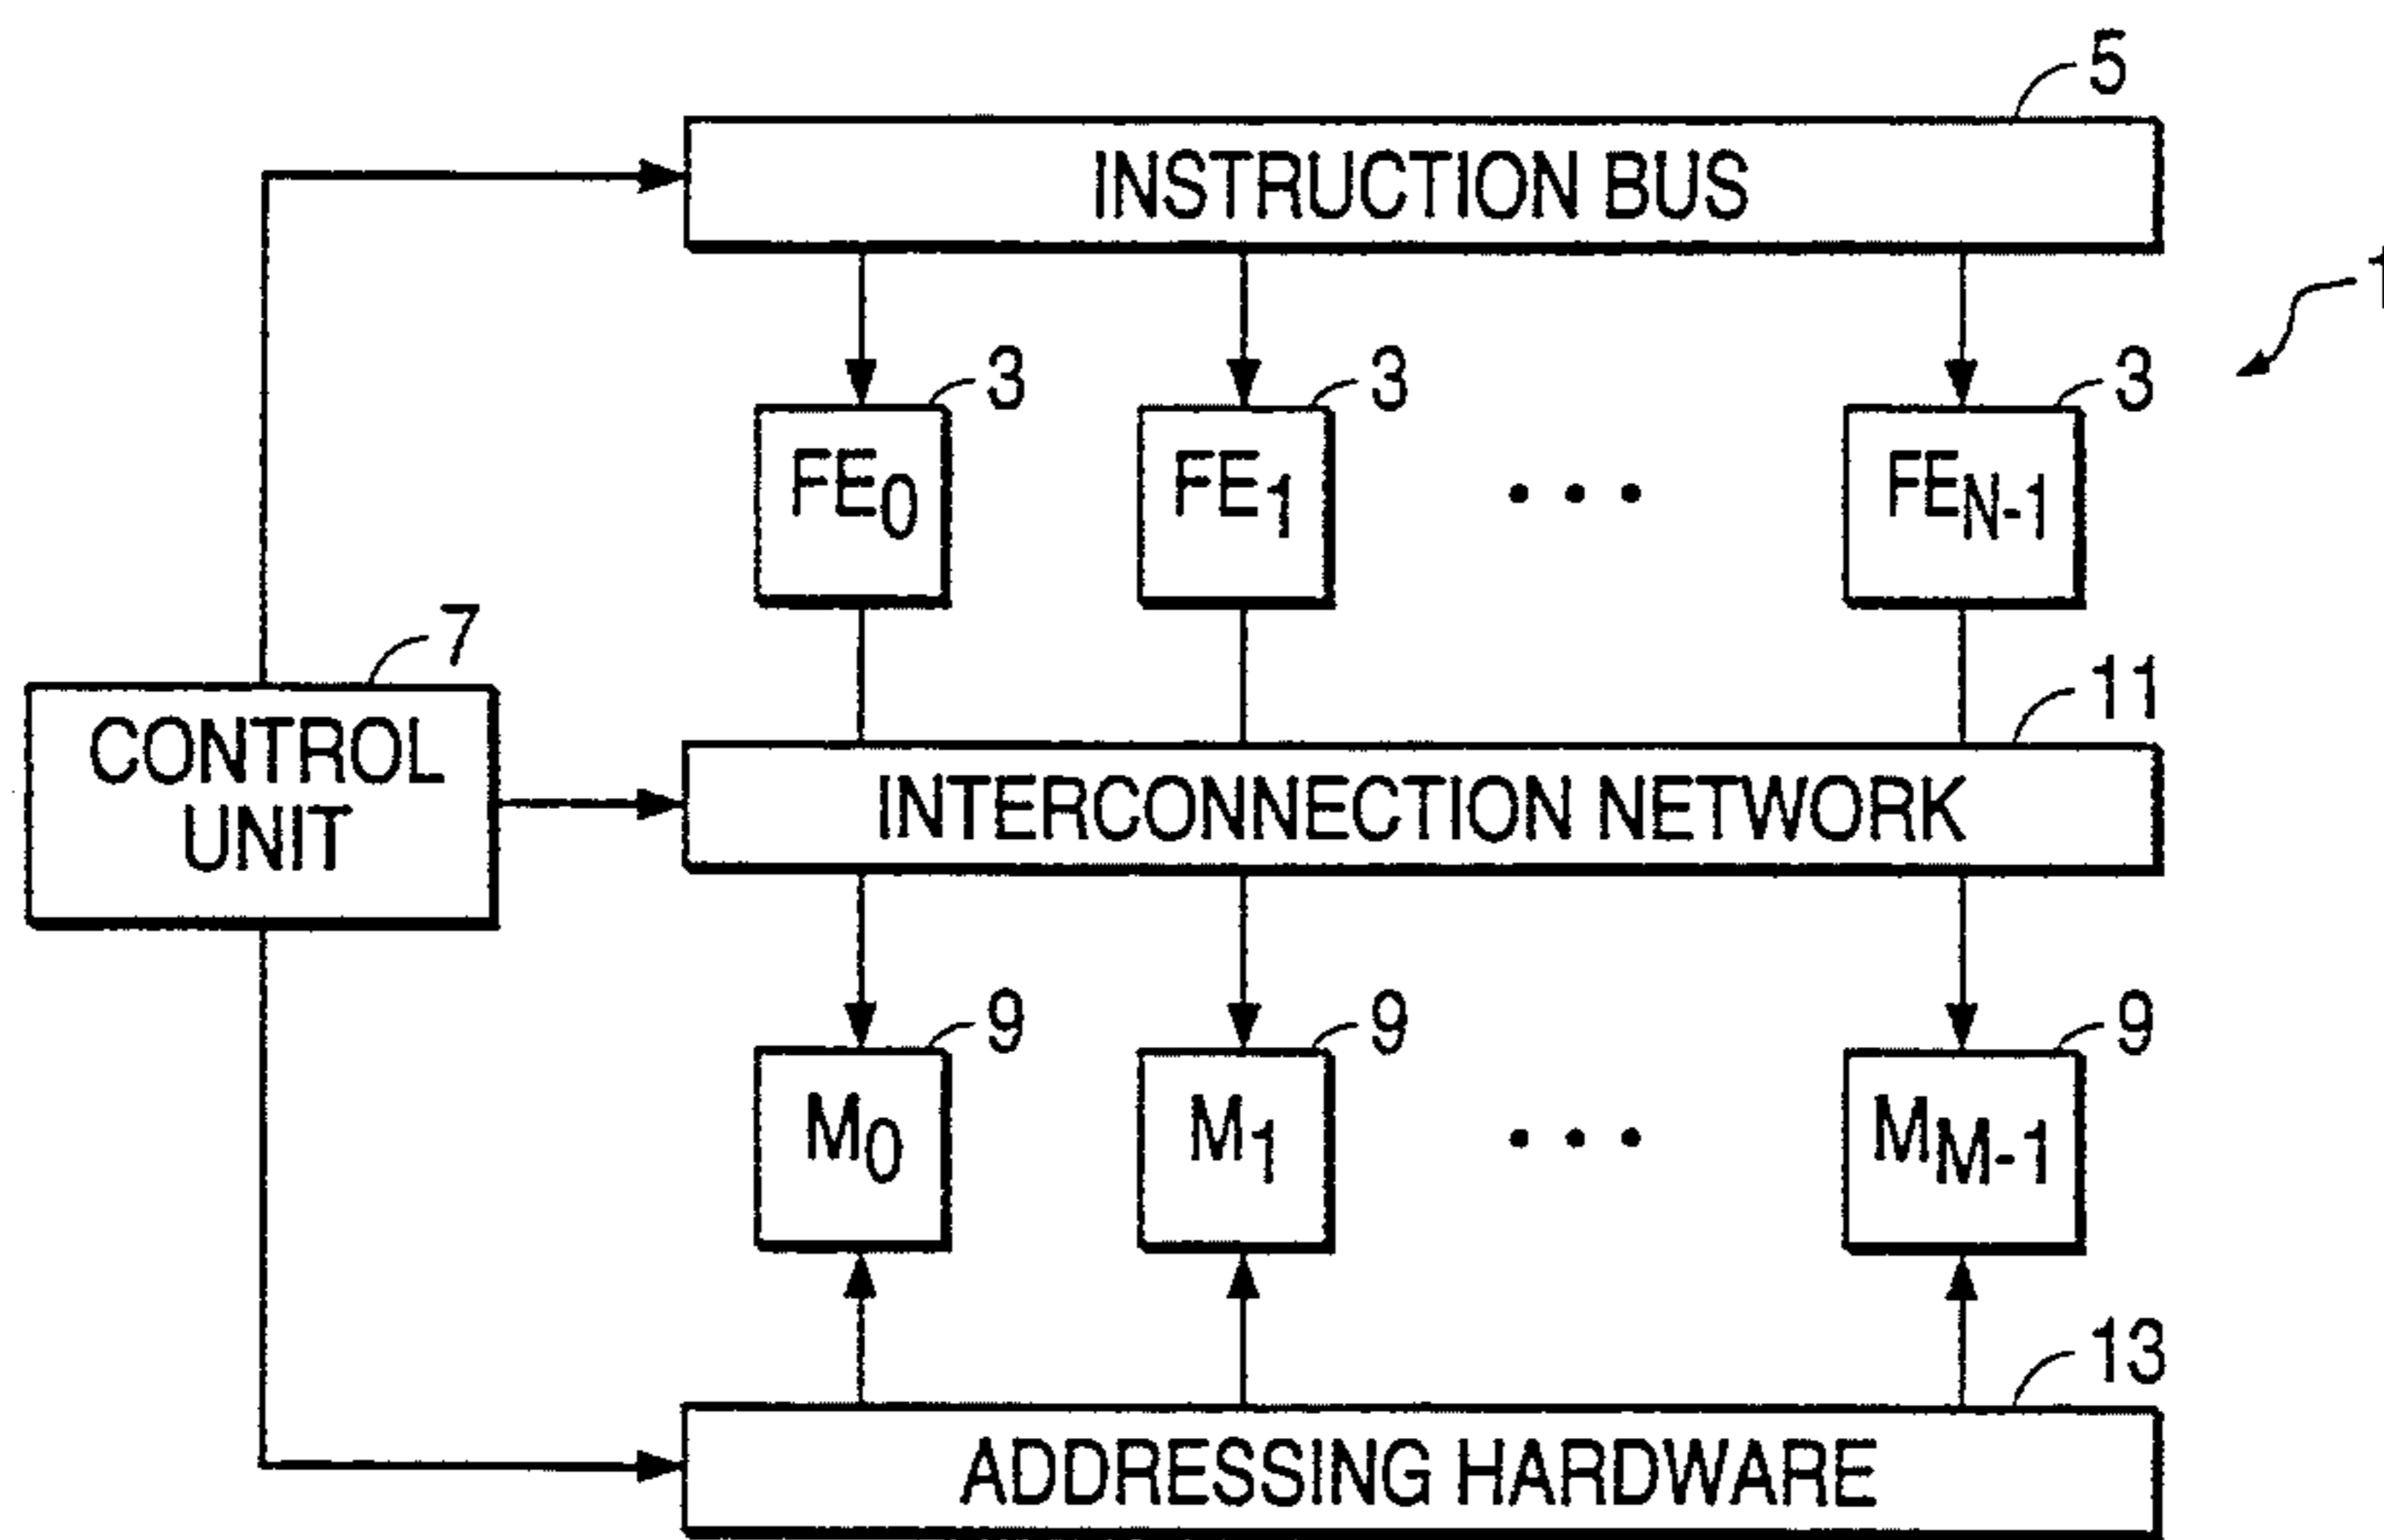 5
INSTRUCTION BUS
1
3 3 3
FE0 FE1 • • • FEN-1
7
CONTROL
UNIT
11
INTERCONNECTION NETWORK
9 9 9
M0 M1 • • • MM-1
13
ADDRESSING HARDWARE